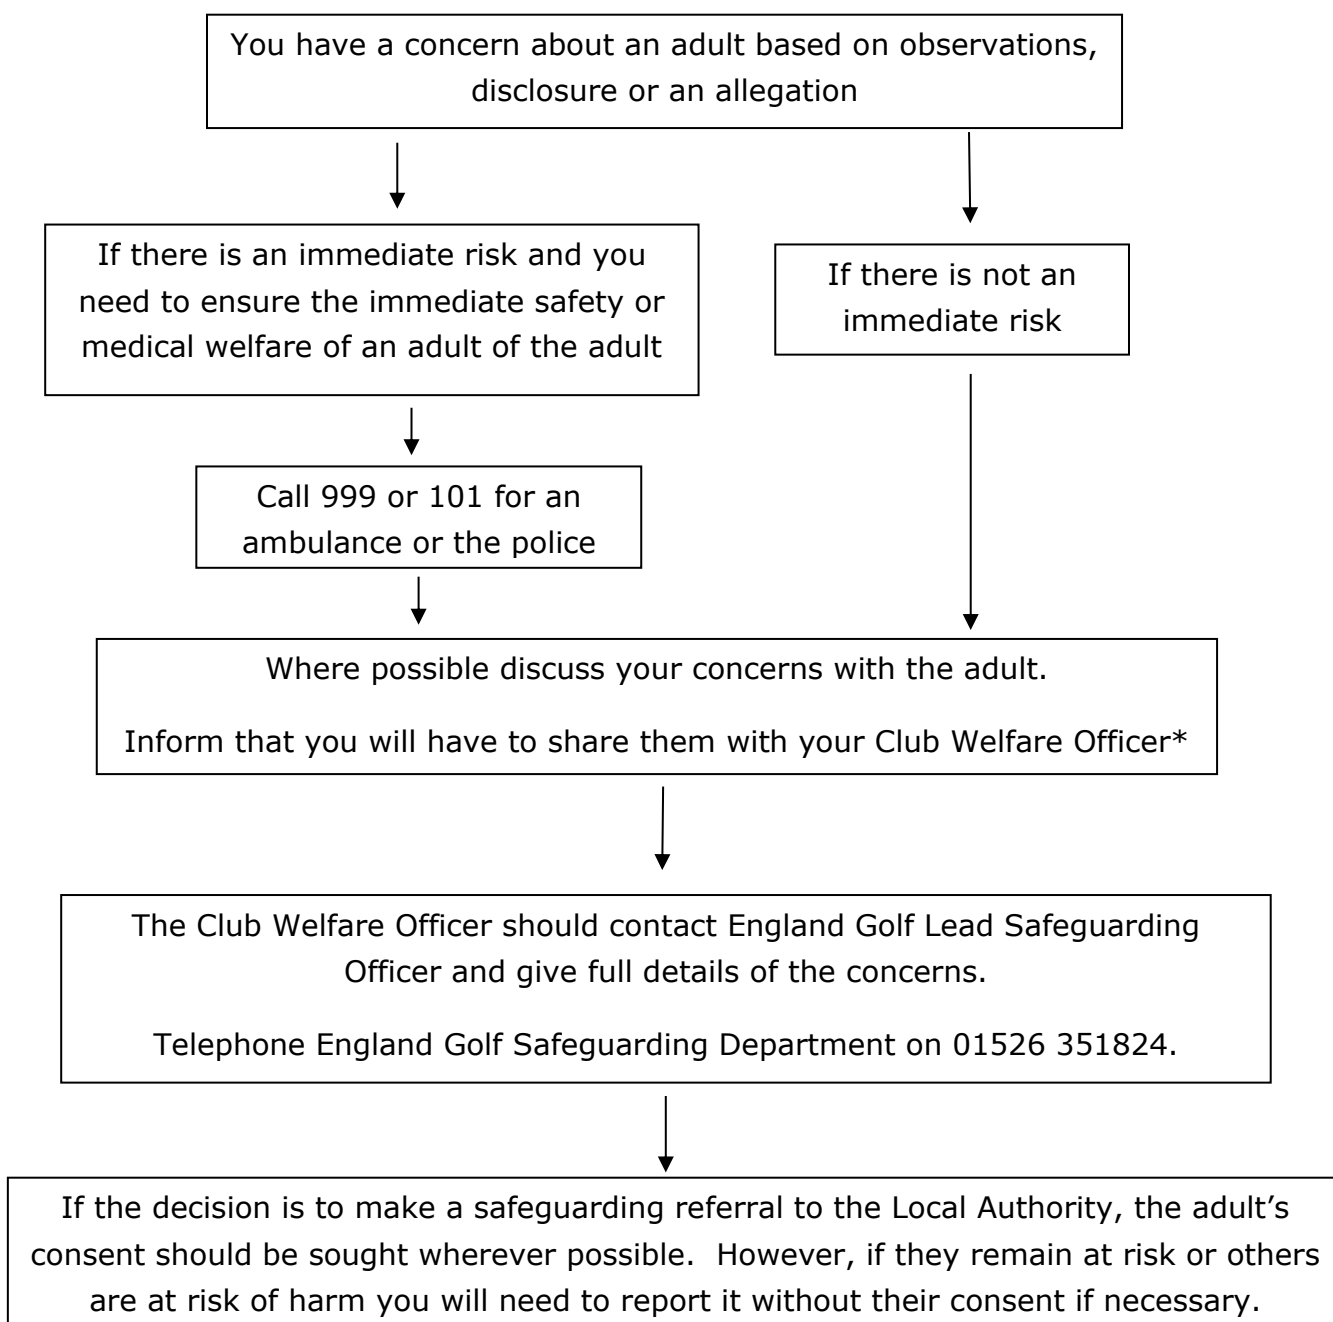 You have a concern about an adult based on observations,
disclosure or an allegation
If there is an immediate risk and you
need to ensure the immediate safety or
medical welfare of an adult of the adult
If there is not an
immediate risk
Call 999 or 101 for an
ambulance or the police
Where possible discuss your concerns with the adult.
Inform that you will have to share them with your Club Welfare Officer*
The Club Welfare Officer should contact England Golf Lead Safeguarding
Officer and give full details of the concerns.
Telephone England Golf Safeguarding Department on 01526 351824.
If the decision is to make a safeguarding referral to the Local Authority, the adult’s
consent should be sought wherever possible.  However, if they remain at risk or others
are at risk of harm you will need to report it without their consent if necessary.